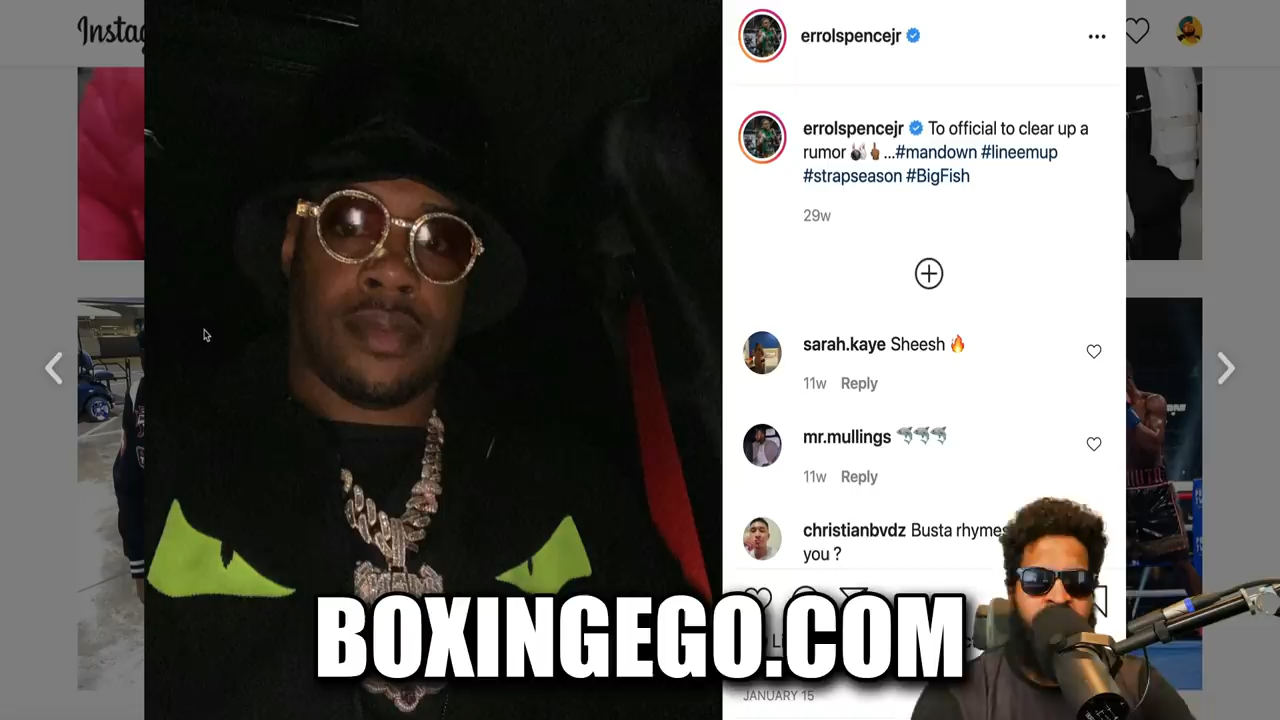 Instag
errolspencejr
errolspencejr To official to clear up a
rumor 🎳🖕🏾...#mandown #lineemup
#strapseason #BigFish
29w
sarah.kaye Sheesh 🔥
11w Reply
mr.mullings 🐬🐬🐬
11w Reply
christianbvdz Busta rhymes
you ?
BOXINGEGO.COM
JANUARY 15